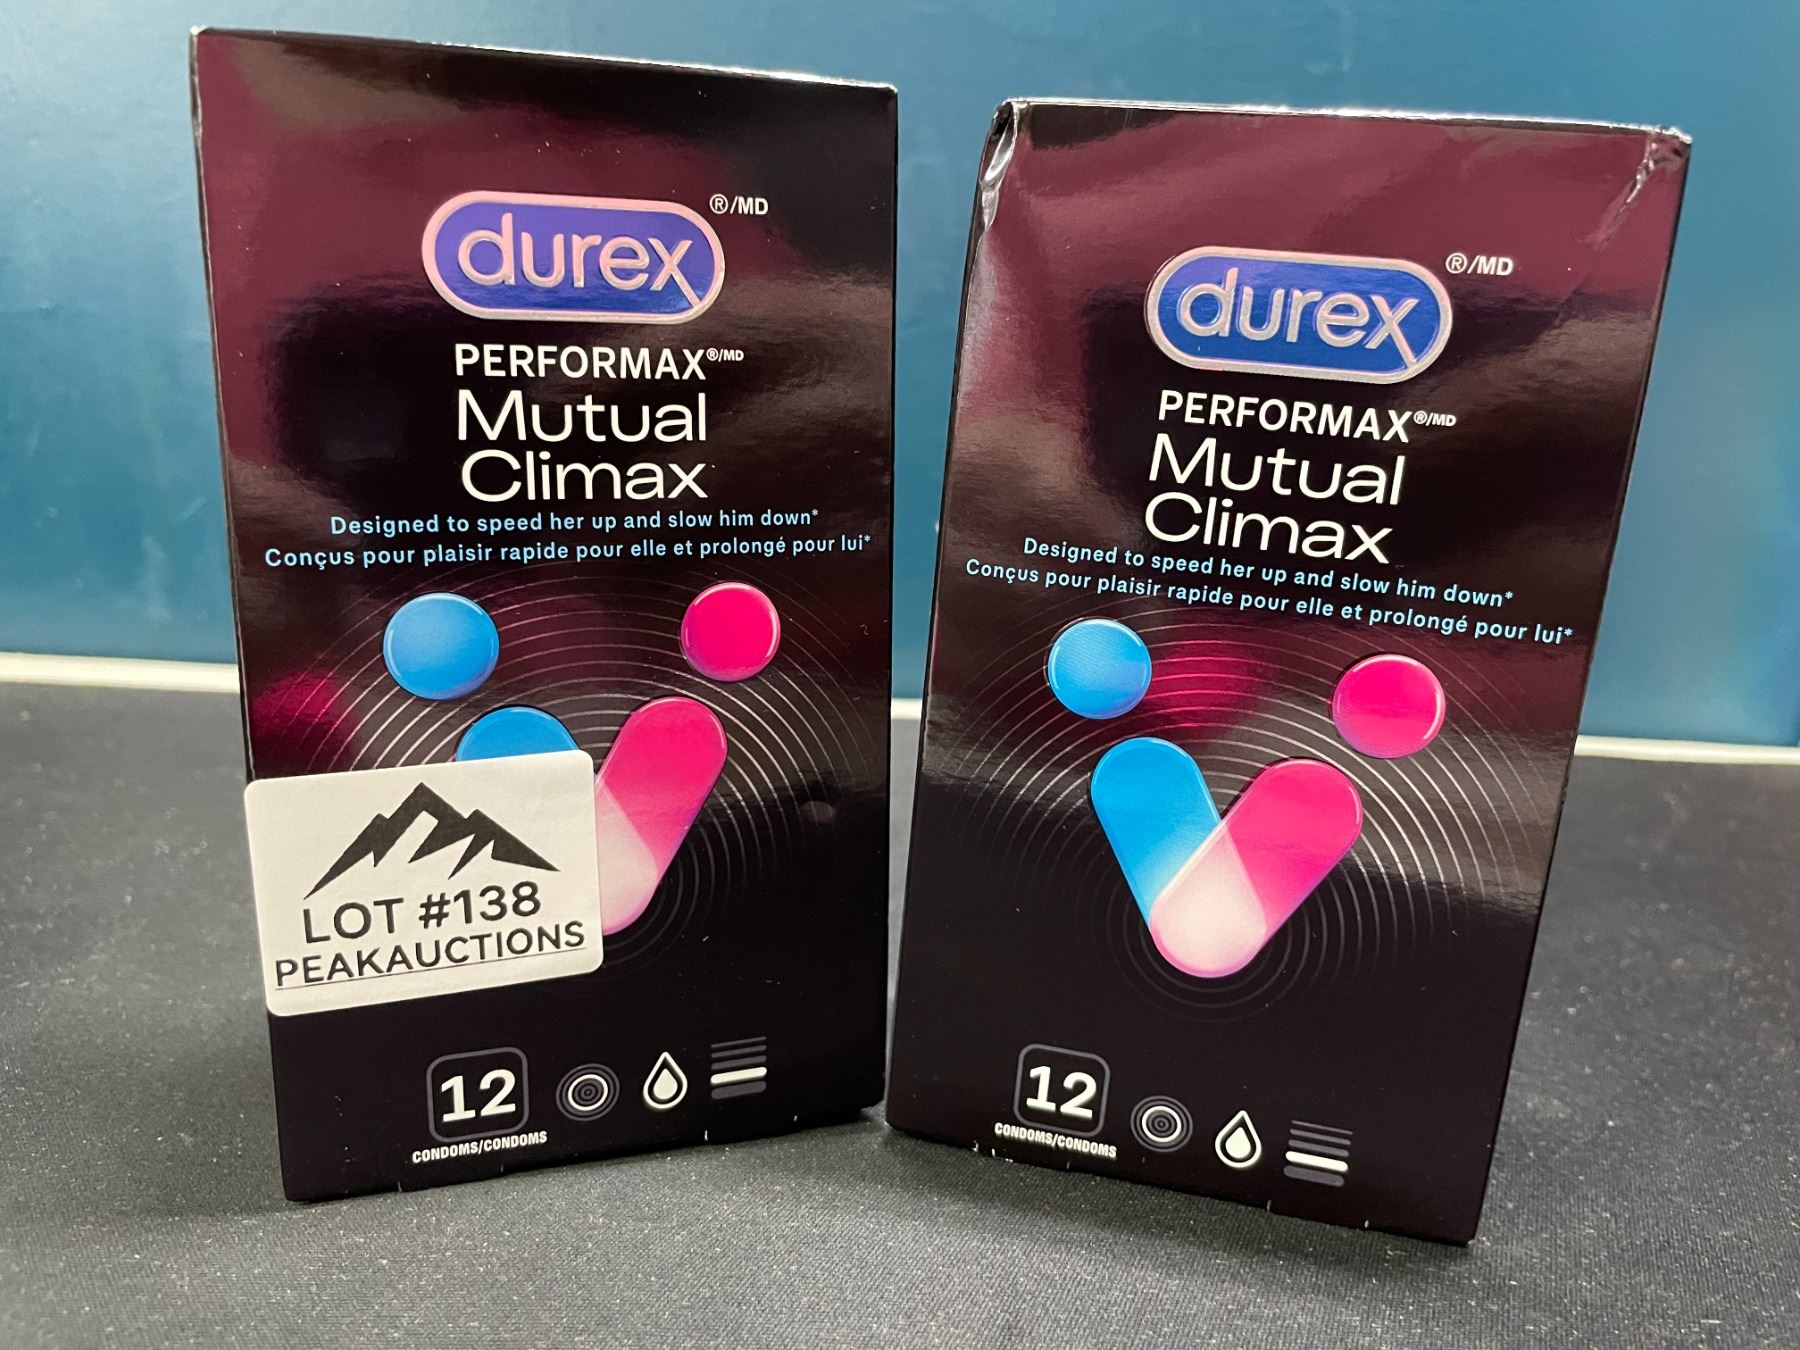 durex ®/MD
PERFORMAX®/MD
Mutual
Climax
Designed to speed her up and slow him down*
Conçus pour plaisir rapide pour elle et prolongé pour lui*
LOT #138
PEAKAUCTIONS
12
CONDOMS/CONDOMS
durex ®/MD
PERFORMAX®/MD
Mutual
Climax
Designed to speed her up and slow him down*
Conçus pour plaisir rapide pour elle et prolongé pour lui*
12
CONDOMS/CONDOMS